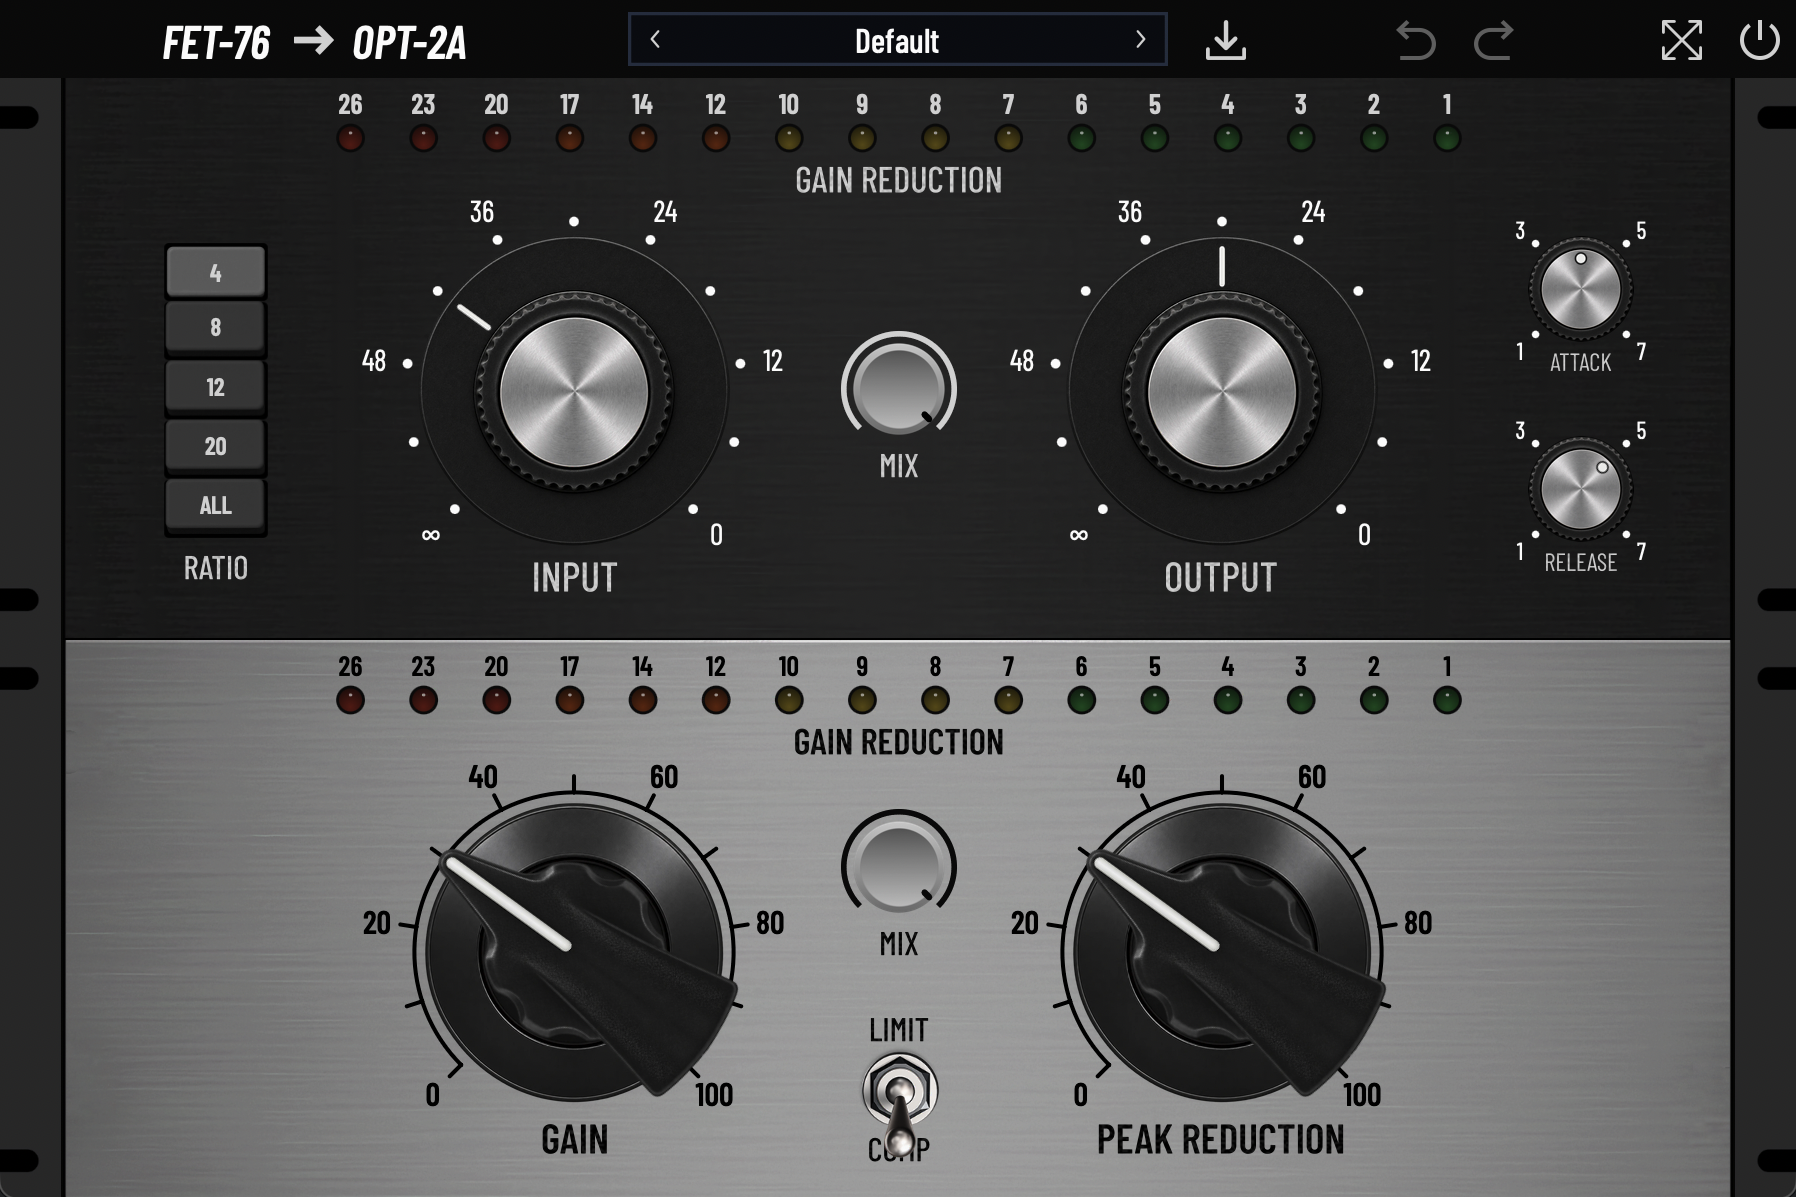 FET-76 → OPT-2A
‹ Default ›
26 23 20 17 14 12 10 9 8 7 6 5 4 3 2 1
GAIN REDUCTION
4
8
12
20
ALL
RATIO
36 24
48 12
∞ 0
INPUT
MIX
36 24
48 12
∞ 0
OUTPUT
3 5
1 7
ATTACK
3 5
1 7
RELEASE
26 23 20 17 14 12 10 9 8 7 6 5 4 3 2 1
GAIN REDUCTION
40 60
20 80
0 100
GAIN
MIX
LIMIT
COMP
40 60
20 80
0 100
PEAK REDUCTION